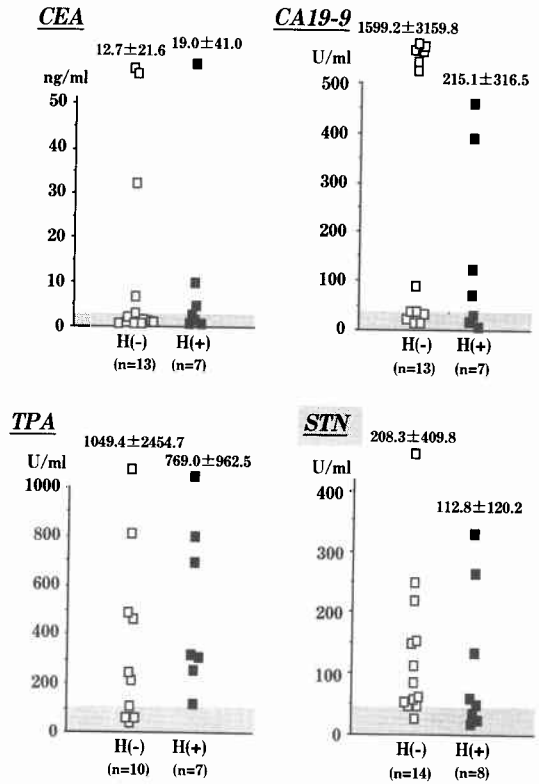 CEA
12.7±21.6
19.0±41.0
ng/ml
50
40
30
20
10
0
H(-)
H(+)
(n=13)
(n=7)
CA19-9
1599.2±3159.8
U/ml
215.1±316.5
500
400
300
200
100
0
H(-)
H(+)
(n=13)
(n=7)
TPA
1049.4±2454.7
U/ml
769.0±962.5
1000
800
600
400
200
0
H(-)
H(+)
(n=10)
(n=7)
STN
208.3±409.8
U/ml
400
112.8±120.2
300
200
100
0
H(-)
H(+)
(n=14)
(n=8)